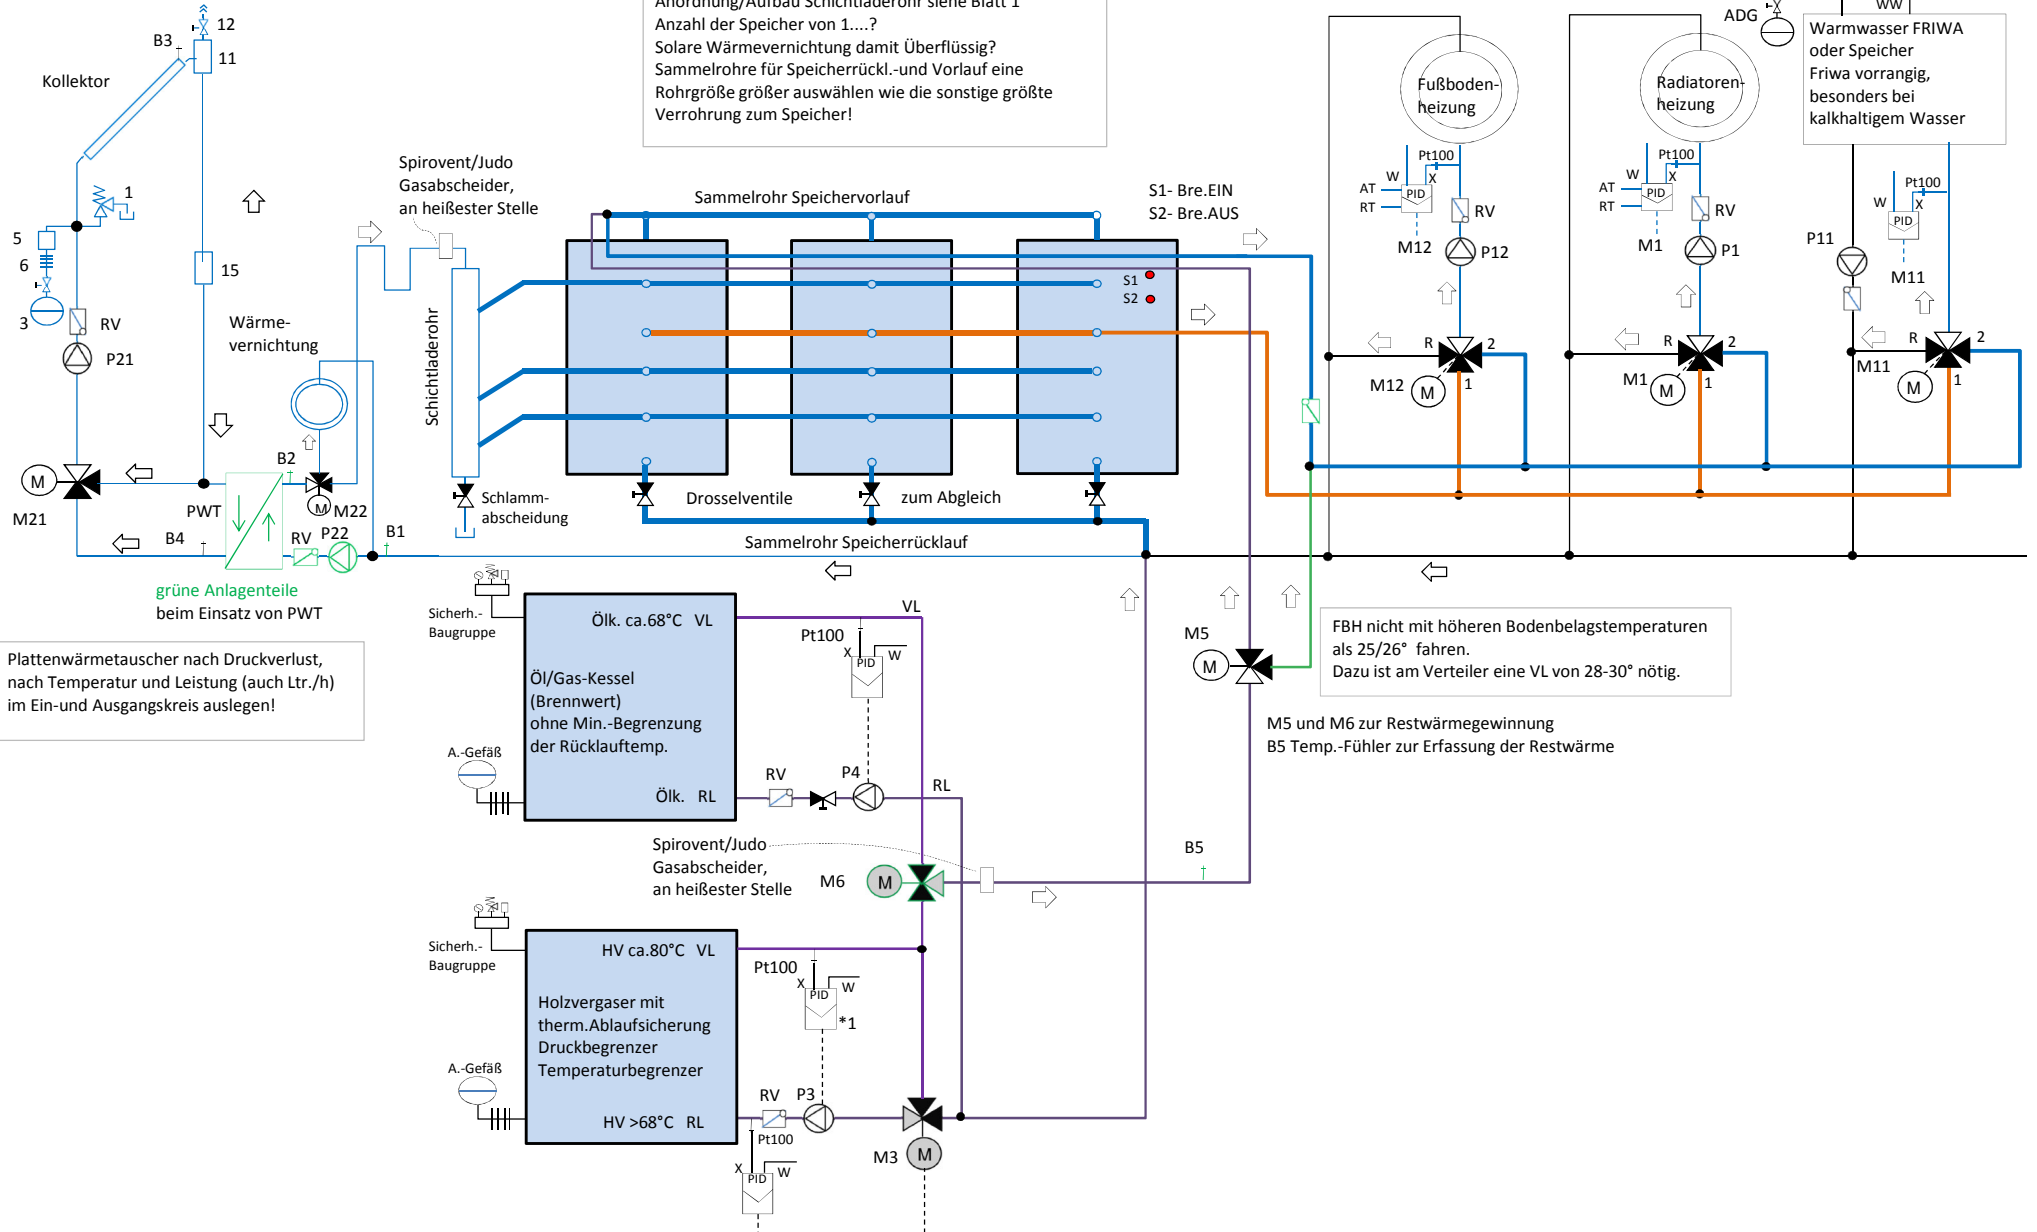 Anordnung/Aufbau Schichtladerohr siehe Blatt 1
Anzahl der Speicher von 1....?
Solare Wärmevernichtung damit Überflüssig?
Sammelrohre für Speicherrückl.-und Vorlauf eine
Rohrgröße größer auswählen wie die sonstige größte
Verrohrung zum Speicher!
12
B3
11
Kollektor
1
5
6
3
15
RV
P21
Wärme-
vernichtung
Spirovent/Judo
Gasabscheider,
an heißester Stelle
Schichtladerohr
Sammelrohr Speichervorlauf
S1- Bre.EIN
S2- Bre.AUS
S1
S2
M
M21
B2
PWT
M
M22
B4
RV
P22
B1
Schlamm-
abscheidung
Drosselventile
zum Abgleich
Sammelrohr Speicherrücklauf
grüne Anlagenteile
beim Einsatz von PWT
Plattenwärmetauscher nach Druckverlust,
nach Temperatur und Leistung (auch Ltr./h)
im Ein-und Ausgangskreis auslegen!
Fußboden-
heizung
Pt100
W
X
PID
AT
RT
M12
RV
P12
R
2
1
M12
M
Radiatoren-
heizung
Pt100
W
X
PID
AT
RT
M1
RV
P1
R
2
1
M1
M
ADG
WW
Warmwasser FRIWA
oder Speicher
Friwa vorrangig,
besonders bei
kalkhaltigem Wasser
Pt100
W
X
PID
M11
P11
R
2
1
M11
M
Sicherh.-
Baugruppe
Ölk. ca.68°C VL
VL
Pt100
X
PID
W
Öl/Gas-Kessel
(Brennwert)
ohne Min.-Begrenzung
der Rücklauftemp.
A.-Gefäß
Ölk. RL
RV
P4
RL
M5
M
FBH nicht mit höheren Bodenbelagstemperaturen
als 25/26° fahren.
Dazu ist am Verteiler eine VL von 28-30° nötig.
M5 und M6 zur Restwärmegewinnung
B5 Temp.-Fühler zur Erfassung der Restwärme
Spirovent/Judo
Gasabscheider,
an heißester Stelle
M6
M
B5
Sicherh.-
Baugruppe
HV ca.80°C VL
Pt100
X
PID
W
*1
Holzvergaser mit
therm.Ablaufsicherung
Druckbegrenzer
Temperaturbegrenzer
A.-Gefäß
HV >68°C RL
RV
P3
Pt100
X
PID
W
M3
M